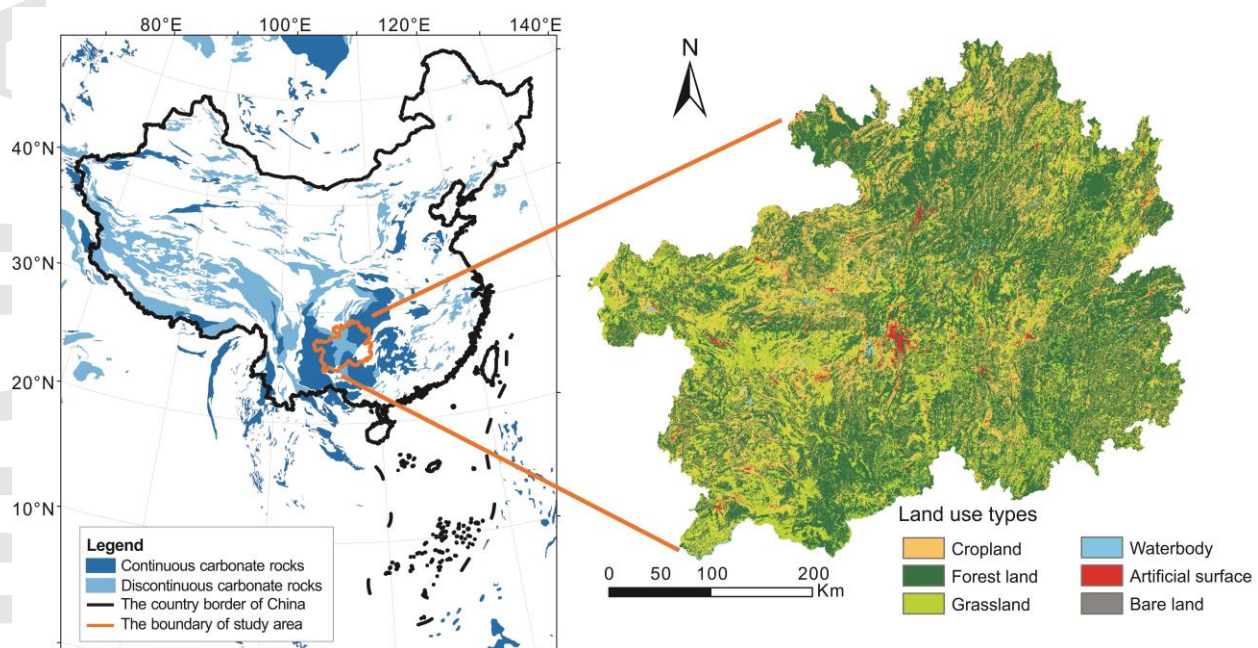 80°E 100°E 120°E 140°E
40°N
30°N
20°N
10°N
Legend
Continuous carbonate rocks
Discontinuous carbonate rocks
The country border of China
The boundary of study area
N
Land use types
Cropland
Forest land
Grassland
Waterbody
Artificial surface
Bare land
0 50 100 200
Km